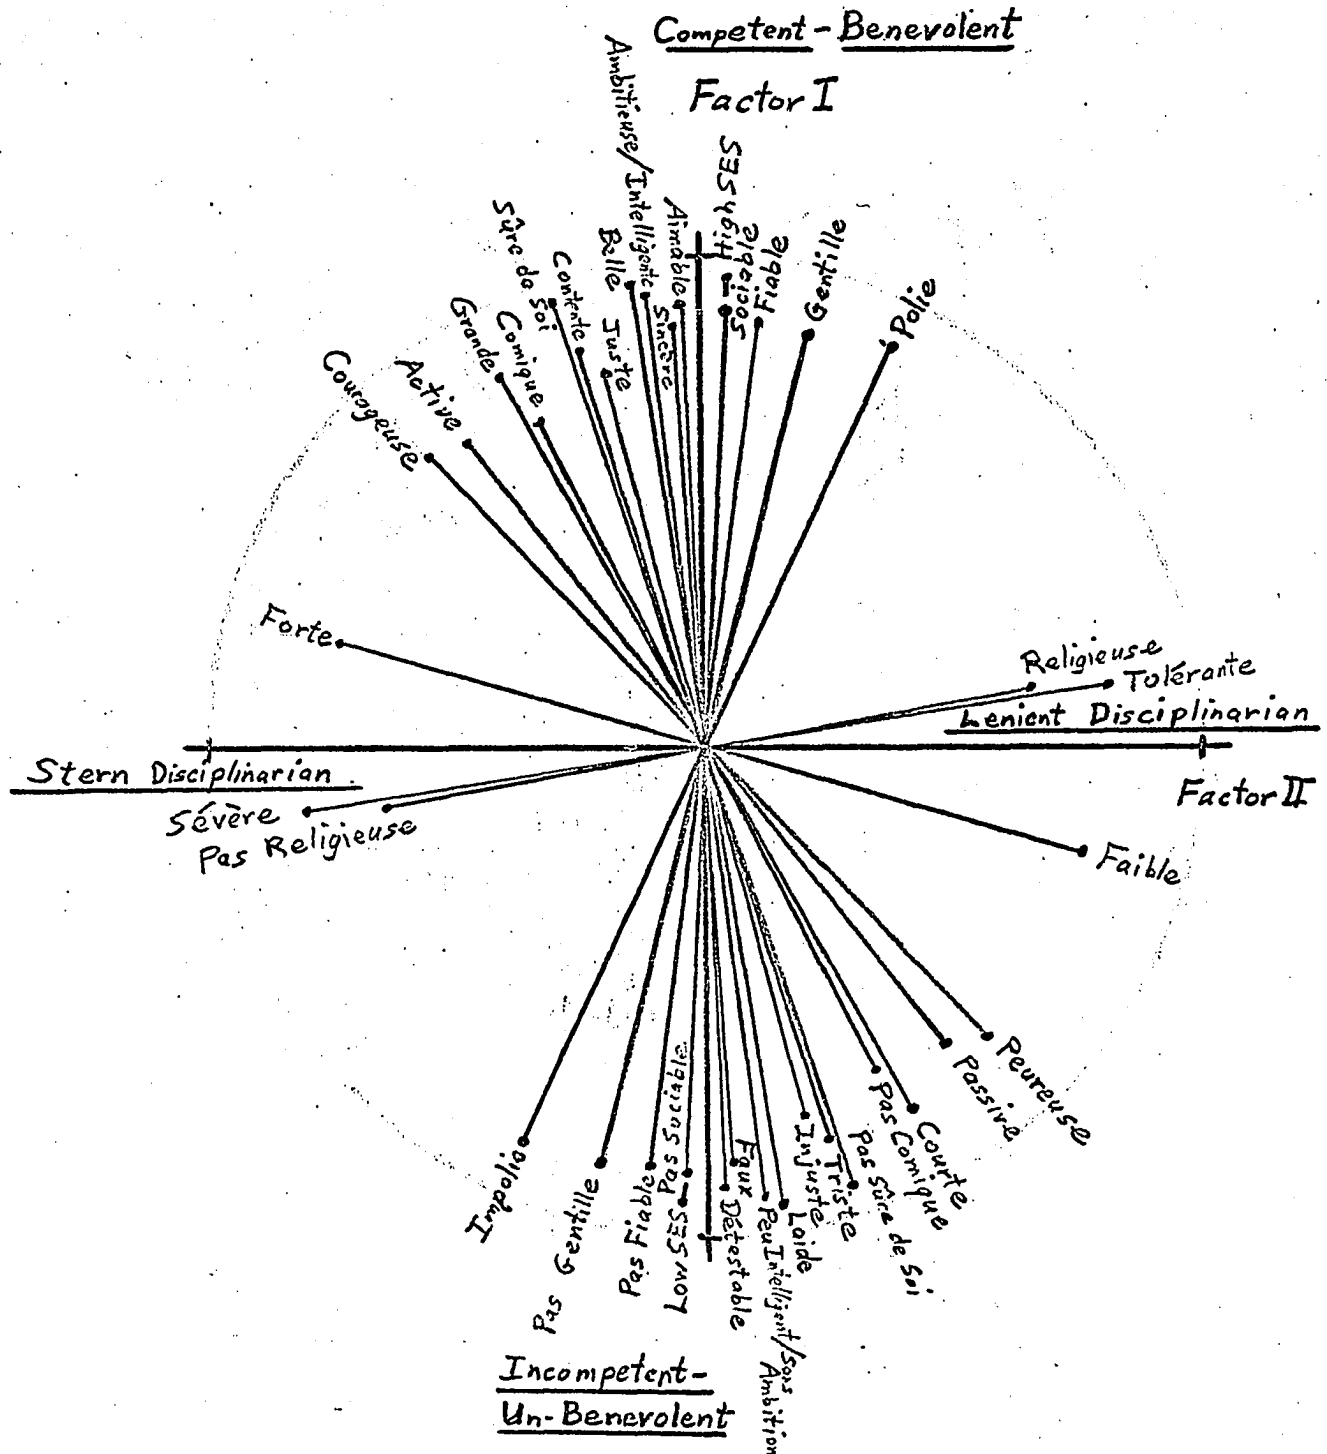 Competent - Benevolent
Factor I
Ambitieuse/Intelligente
High SES
Aimable
Sûre de Soi
Belle
Sociable
Fiable
Gentille
Polie
Contente
Juste
Sincère
Grande
Comique
Active
Courageuse
Forte
Religieuse
Tolérante
Lenient Disciplinarian
Stern Disciplinarian
Factor II
Sévère
Pas Religieuse
Faible
Peureuse
Passive
Courte
Pas Comique
Pas Sûre de Soi
Triste
Injuste
Laide
Peu Intelligent/Sans
Ambition
Faux
Détestable
Pas Suciable
Low SES
Pas Fiable
Pas Gentille
Impolie
Incompetent-
Un-Benevolent